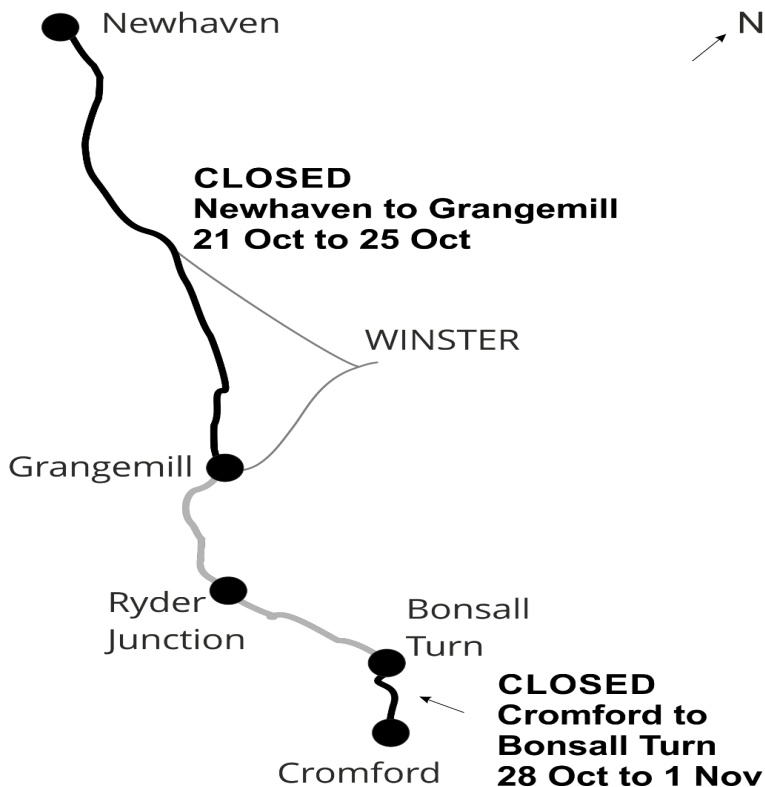 Newhaven
N
CLOSED
Newhaven to Grangemill
21 Oct to 25 Oct
WINSTER
Grangemill
Ryder
Junction
Bonsall
Turn
CLOSED
Cromford to
Bonsall Turn
28 Oct to 1 Nov
Cromford